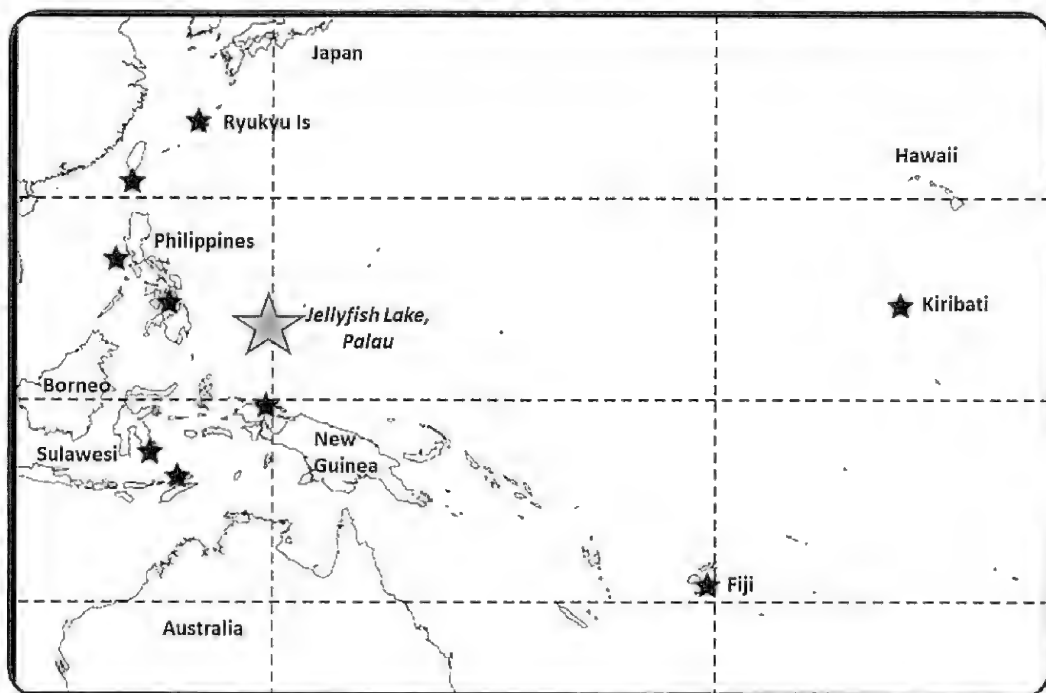 Japan
Ryukyu Is
Hawaii
Philippines
Jellyfish Lake,
Palau
Kiribati
Borneo
New
Guinea
Sulawesi
Fiji
Australia